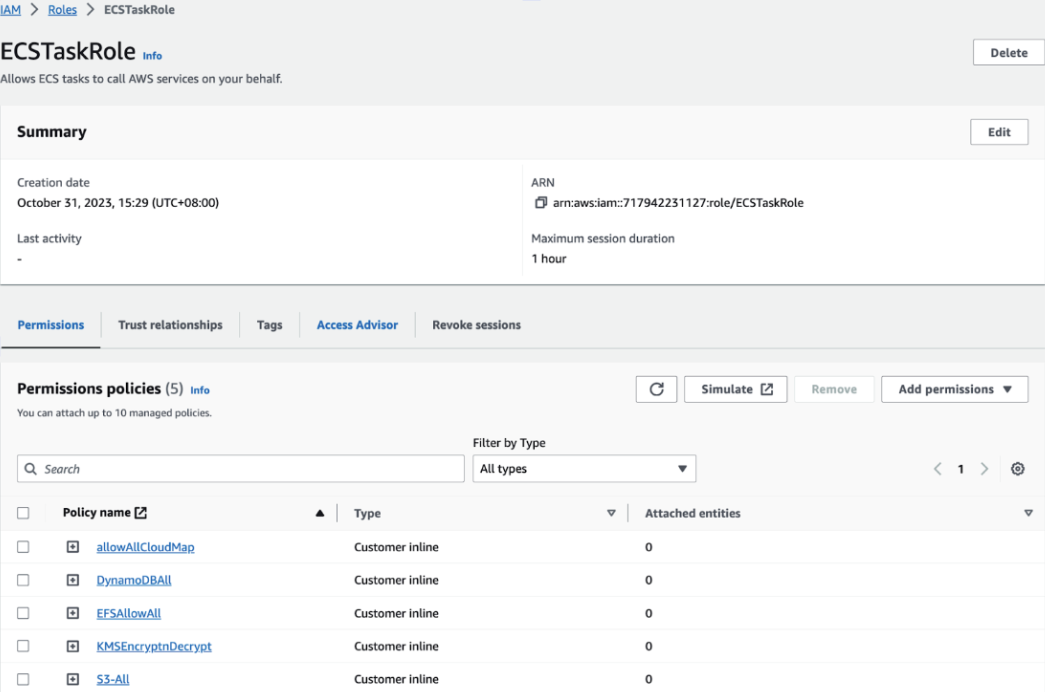 IAM > Roles > ECSTaskRole
ECSTaskRole Info
Delete
Allows ECS tasks to call AWS services on your behalf.
Summary
Edit
Creation date
October 31, 2023, 15:29 (UTC+08:00)
ARN
arn:aws:iam::717942231127:role/ECSTaskRole
Last activity
-
Maximum session duration
1 hour
Permissions Trust relationships Tags Access Advisor Revoke sessions
Permissions policies (5) Info
You can attach up to 10 managed policies.
Simulate Remove Add permissions
Filter by Type
Search All types 1
Policy name Type Attached entities
allowAllCloudMap Customer inline 0
DynamoDBAll Customer inline 0
EFSAllowAll Customer inline 0
KMSEncryptnDecrypt Customer inline 0
S3-All Customer inline 0